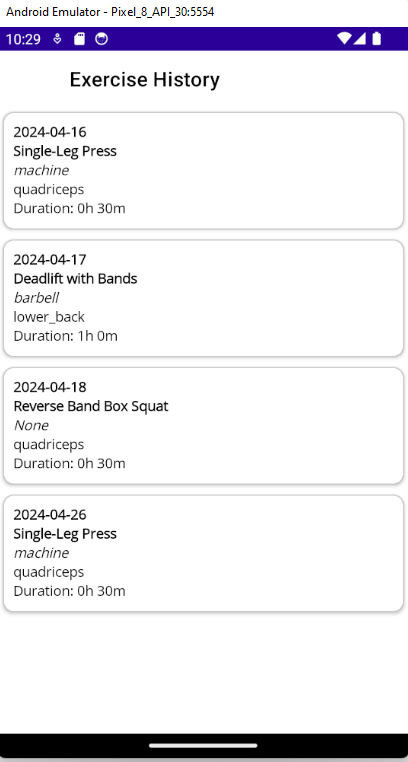 Android Emulator - Pixel_8_API_30:5554
10:29
Exercise History
2024-04-16
Single-Leg Press
machine
quadriceps
Duration: 0h 30m
2024-04-17
Deadlift with Bands
barbell
lower_back
Duration: 1h 0m
2024-04-18
Reverse Band Box Squat
None
quadriceps
Duration: 0h 30m
2024-04-26
Single-Leg Press
machine
quadriceps
Duration: 0h 30m